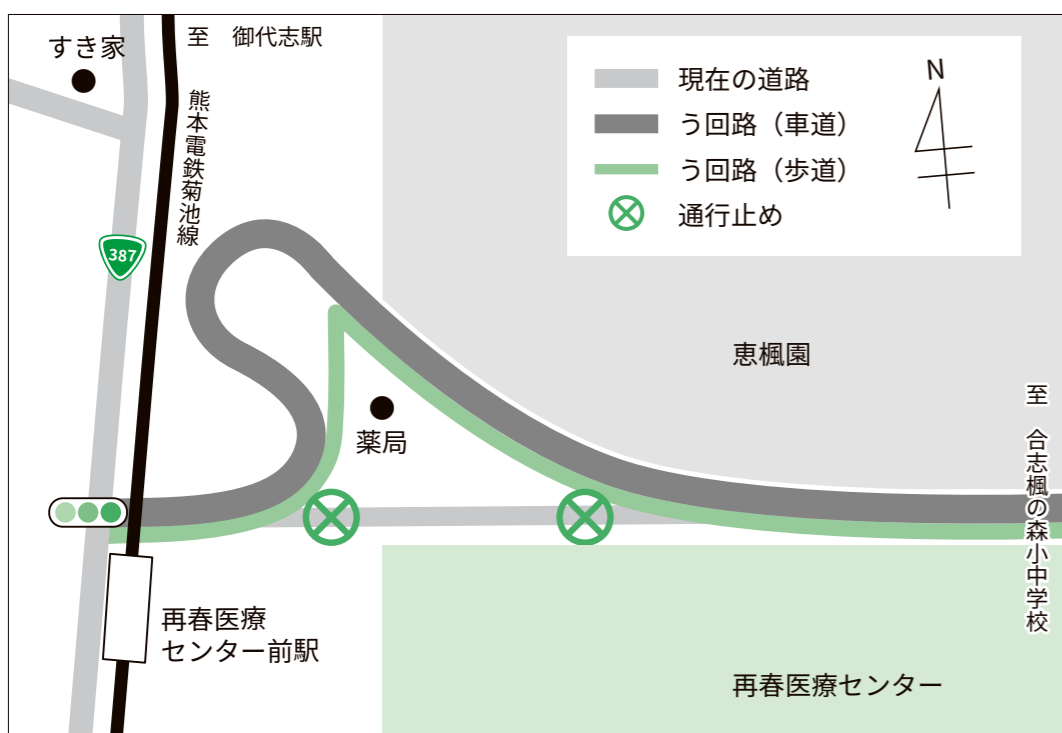 すき家
至　御代志駅
熊本電鉄菊池線
387
現在の道路
う回路（車道）
う回路（歩道）
通行止め
N
恵楓園
薬局
至　合志楓の森小中学校
再春医療
センター前駅
再春医療センター